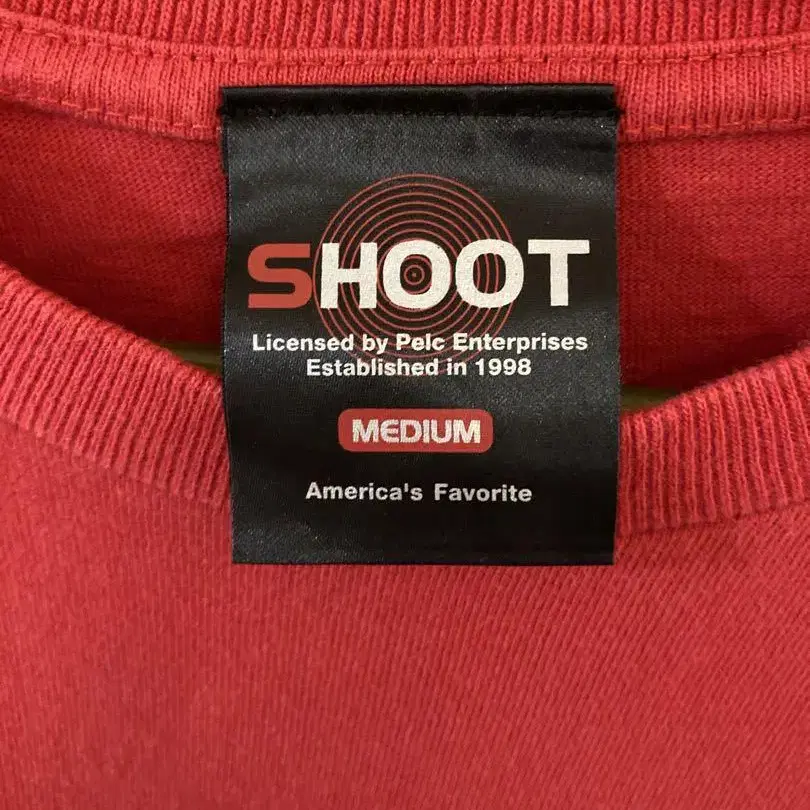 SHOOT
Licensed by Pelc Enterprises
Established in 1998
MEDIUM
America's Favorite